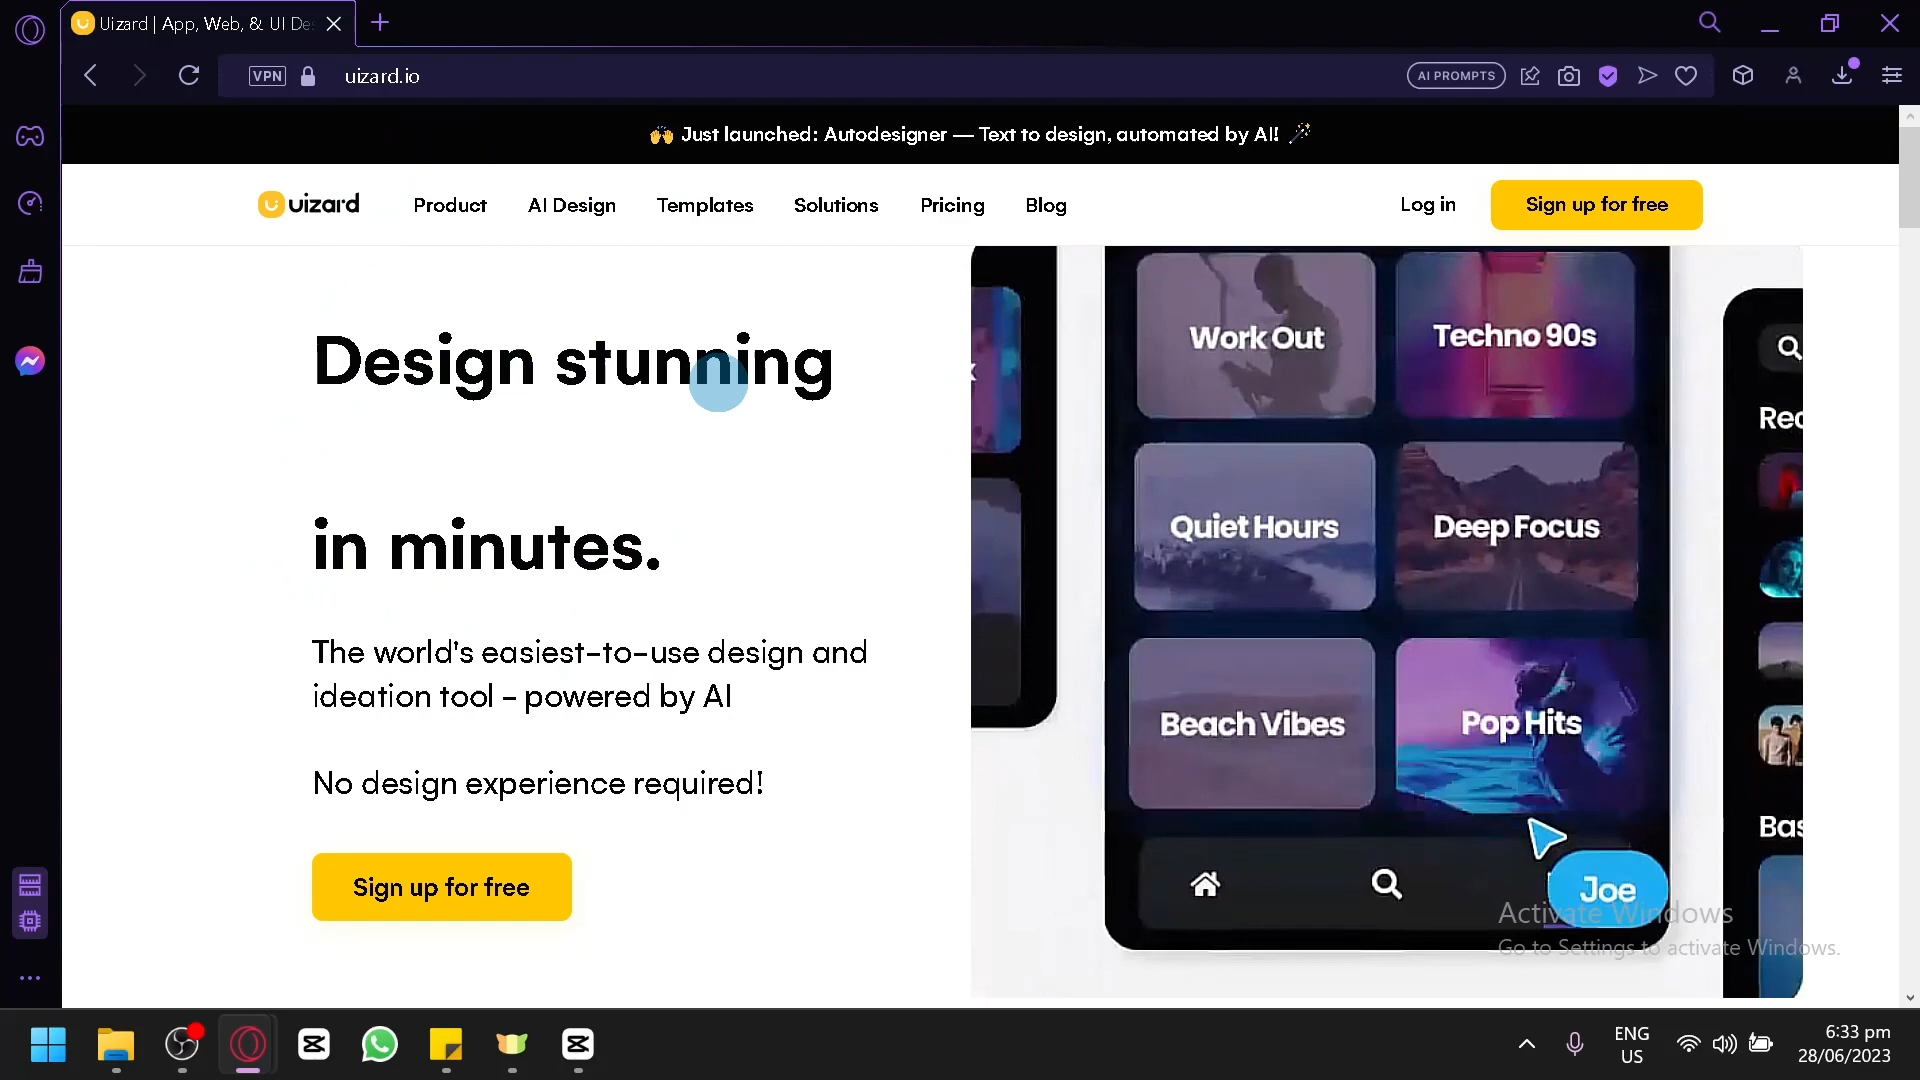 Uizard | App, Web, & UI De
VPN
uizard.io
AI PROMPTS
🙌 Just launched: Autodesigner — Text to design, automated by AI! 🪄
uizard
Product
AI Design
Templates
Solutions
Pricing
Blog
Log in
Sign up for free
Design stunning
in minutes.
The world's easiest-to-use design and
ideation tool - powered by AI
No design experience required!
Sign up for free
Work Out
Techno 90s
Quiet Hours
Deep Focus
Beach Vibes
Pop Hits
Joe
Rec
Bas
Activate Windows
Go to Settings to activate Windows.
ENG
US
6:33 pm
28/06/2023